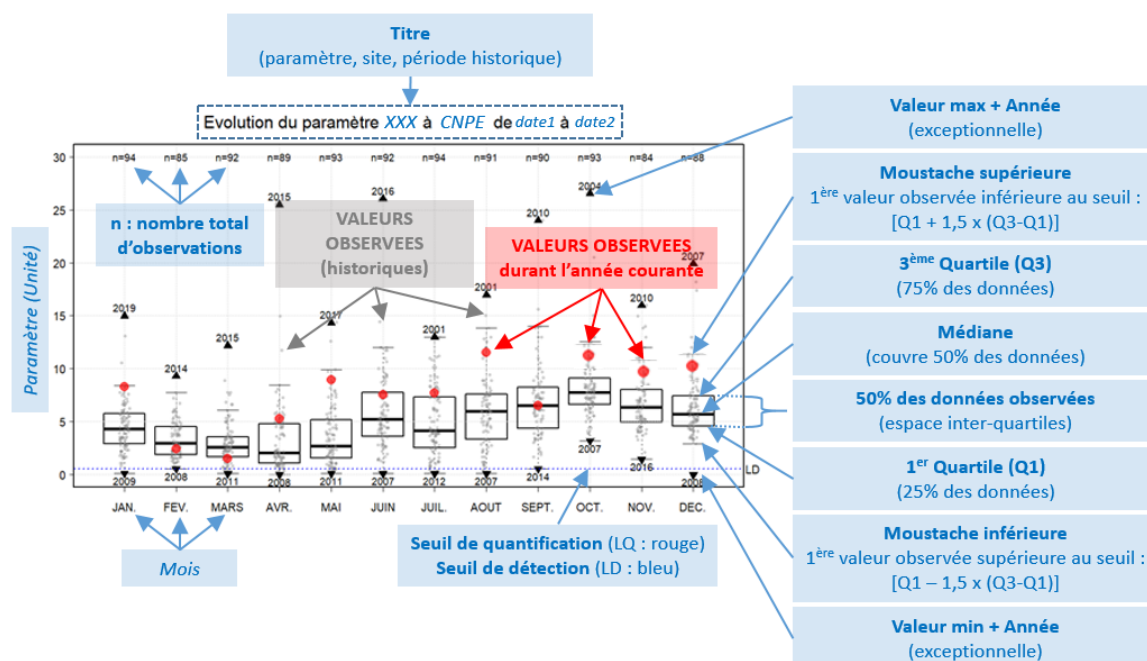 Titre
(paramètre, site, période historique)
Evolution du paramètre XXX à CNPE de date1 à date2
n=94 n=85 n=92 n=89 n=93 n=92 n=94 n=91 n=90 n=93 n=84 n=88
30
25
20
15
10
5
0
Paramètre (Unité)
n : nombre total
d'observations
VALEURS
OBSERVEES
(historiques)
VALEURS OBSERVEES
durant l'année courante
2019 2014 2015 2015 2017 2016 2001 2001 2010 2004 2010 2007
2009 2008 2011 2008 2011 2007 2012 2007 2014 2007 2016 2008
LD
JAN. FEV. MARS AVR. MAI JUIN JUIL. AOUT SEPT. OCT. NOV. DEC.
Mois
Seuil de quantification (LQ : rouge)
Seuil de détection (LD : bleu)
Valeur max + Année
(exceptionnelle)
Moustache supérieure
1ère valeur observée inférieure au seuil :
[Q1 + 1,5 x (Q3-Q1)]
3ème Quartile (Q3)
(75% des données)
Médiane
(couvre 50% des données)
50% des données observées
(espace inter-quartiles)
1er Quartile (Q1)
(25% des données)
Moustache inférieure
1ère valeur observée supérieure au seuil :
[Q1 – 1,5 x (Q3-Q1)]
Valeur min + Année
(exceptionnelle)